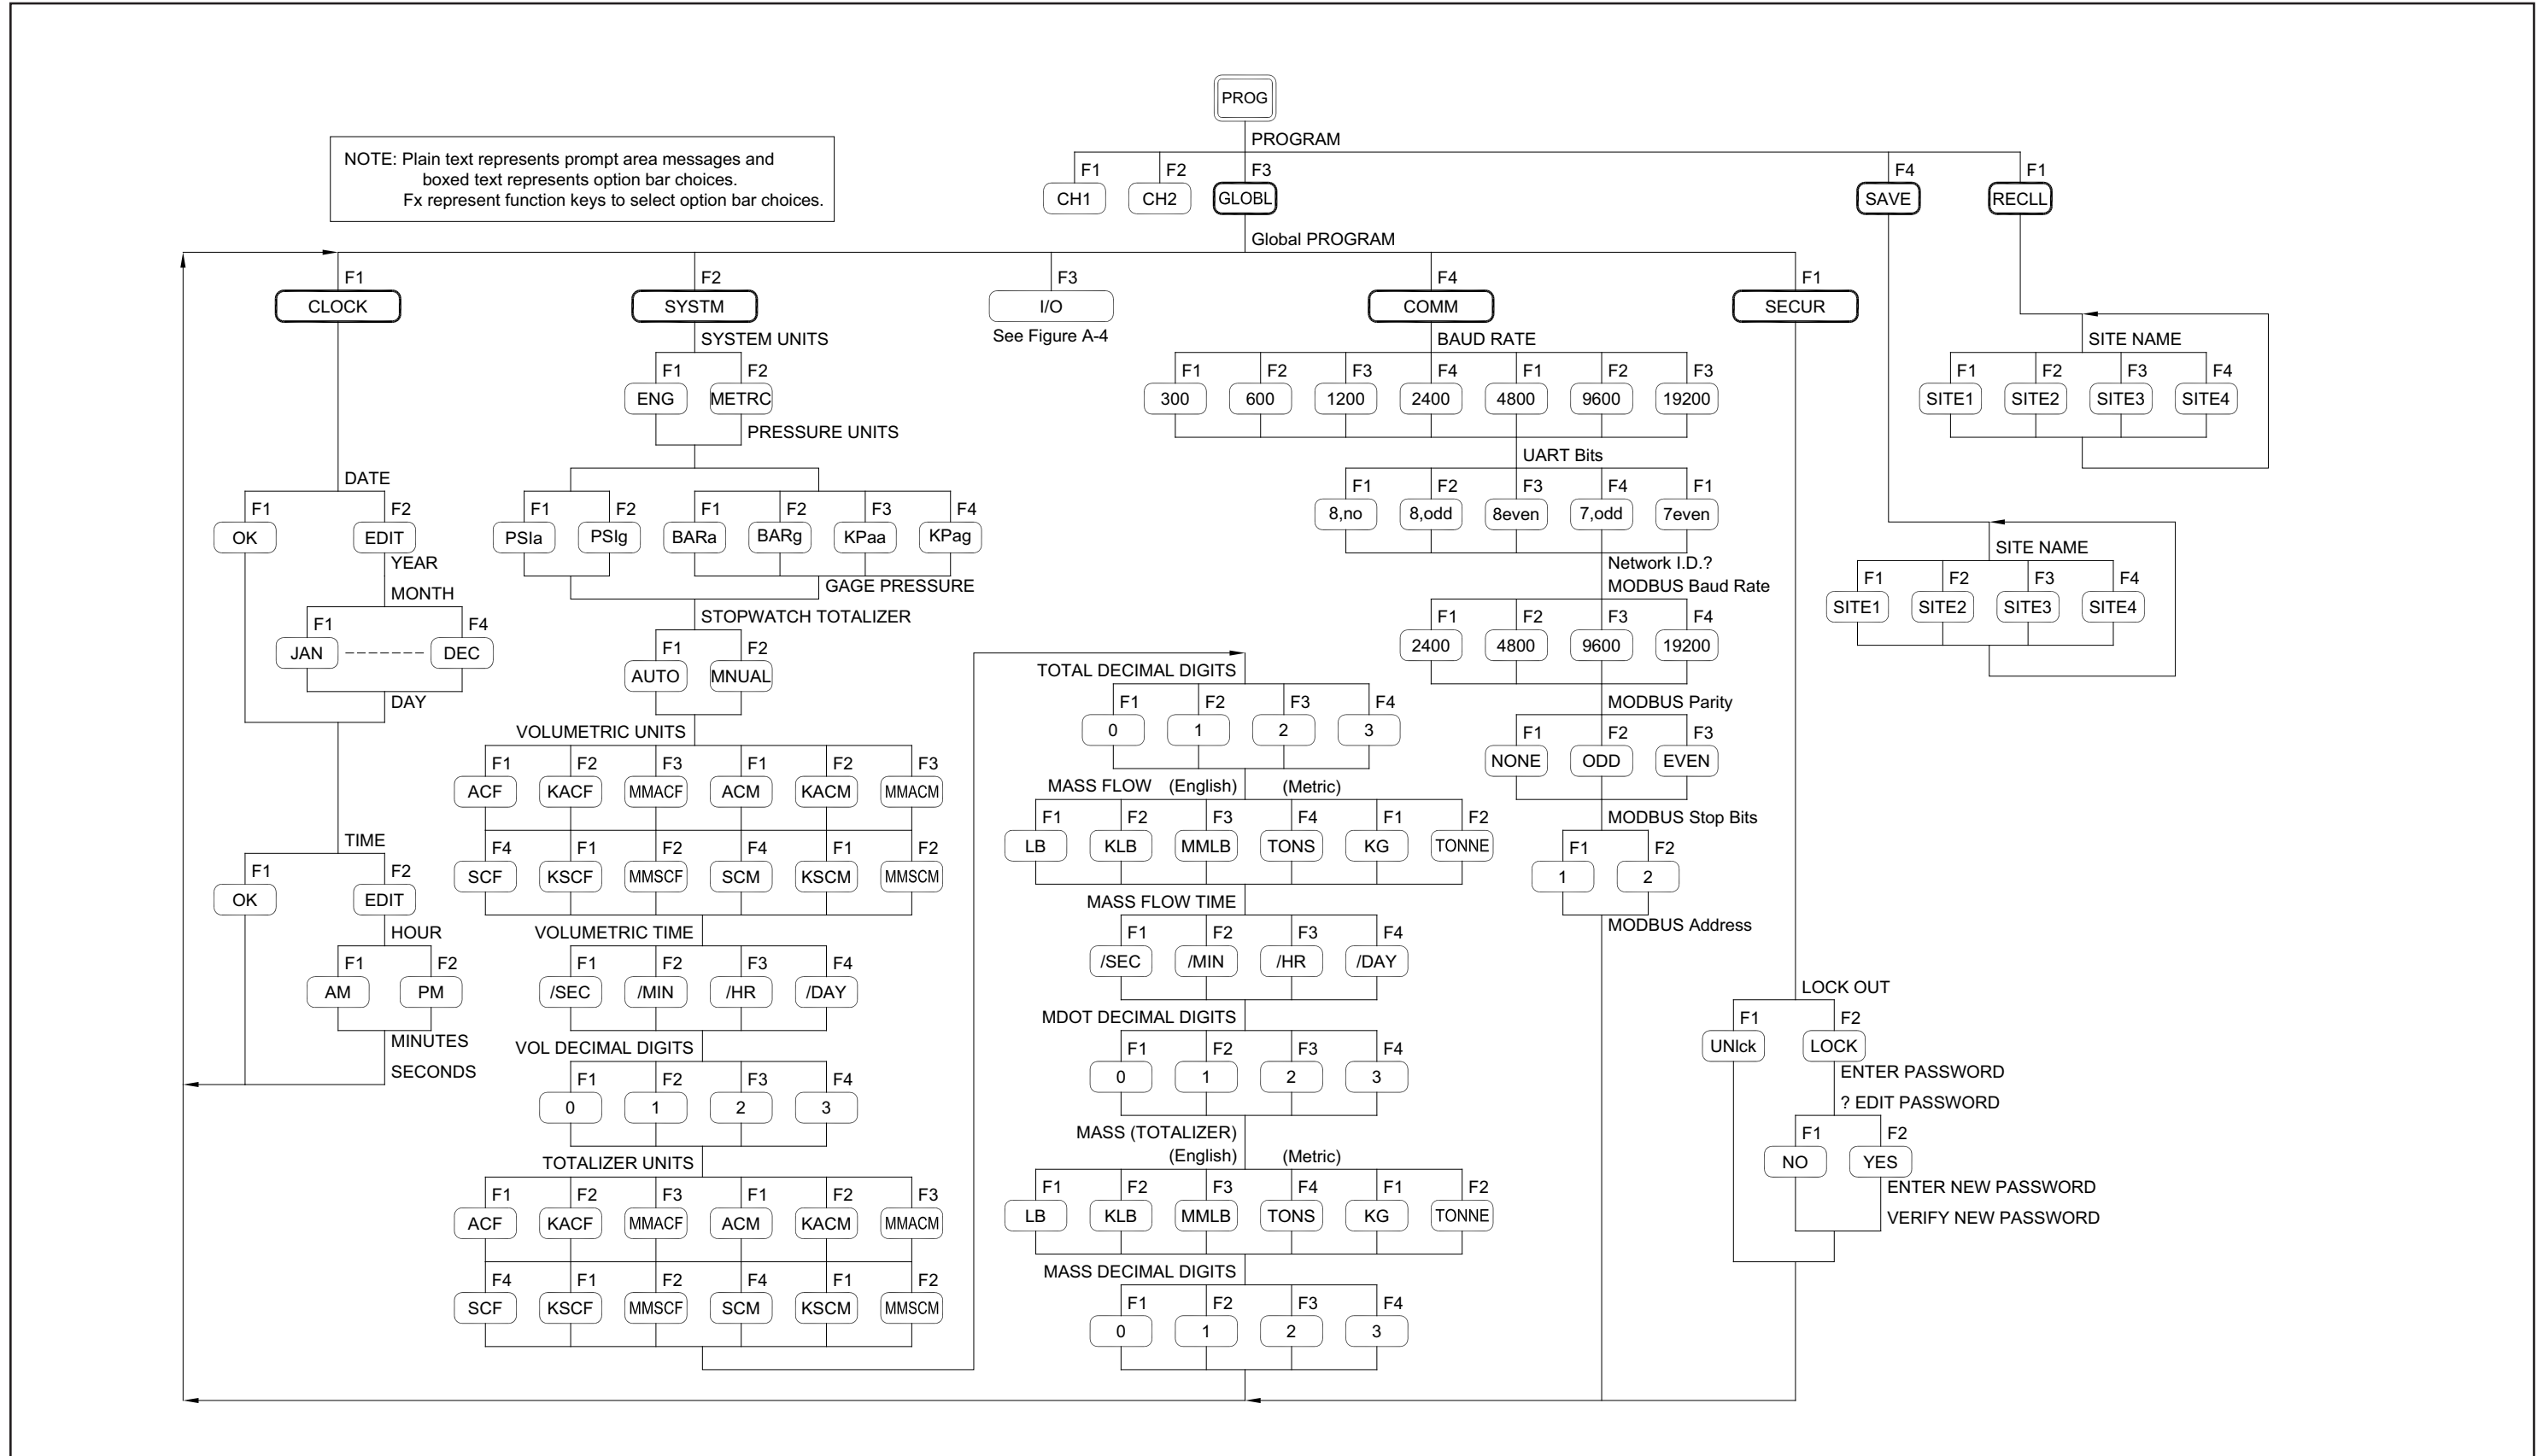 PROG
PROGRAM
NOTE: Plain text represents prompt area messages and
boxed text represents option bar choices.
Fx represent function keys to select option bar choices.
F1 F2 F3 F4 F1
CH1 CH2 GLOBL SAVE RECLL
Global PROGRAM
F1 F2 F3 F4 F1
CLOCK SYSTM I/O COMM SECUR
See Figure A-4
DATE
F1 F2
OK EDIT
YEAR
MONTH
F1 F4
JAN DEC
DAY
TIME
F1 F2
OK EDIT
HOUR
F1 F2
AM PM
MINUTES
SECONDS
SYSTEM UNITS
F1 F2
ENG METRC
PRESSURE UNITS
F1 F2 F1 F2 F3 F4
PSIa PSIg BARa BARg KPaa KPag
GAGE PRESSURE
STOPWATCH TOTALIZER
F1 F2
AUTO MNUAL
VOLUMETRIC UNITS
F1 F2 F3 F1 F2 F3
ACF KACF MMACF ACM KACM MMACM
F4 F1 F2 F4 F1 F2
SCF KSCF MMSCF SCM KSCM MMSCM
VOLUMETRIC TIME
F1 F2 F3 F4
/SEC /MIN /HR /DAY
VOL DECIMAL DIGITS
F1 F2 F3 F4
0 1 2 3
TOTALIZER UNITS
F1 F2 F3 F1 F2 F3
ACF KACF MMACF ACM KACM MMACM
F4 F1 F2 F4 F1 F2
SCF KSCF MMSCF SCM KSCM MMSCM
TOTAL DECIMAL DIGITS
F1 F2 F3 F4
0 1 2 3
MASS FLOW (English) (Metric)
F1 F2 F3 F4 F1 F2
LB KLB MMLB TONS KG TONNE
MASS FLOW TIME
F1 F2 F3 F4
/SEC /MIN /HR /DAY
MDOT DECIMAL DIGITS
F1 F2 F3 F4
0 1 2 3
MASS (TOTALIZER)
(English) (Metric)
F1 F2 F3 F4 F1 F2
LB KLB MMLB TONS KG TONNE
MASS DECIMAL DIGITS
F1 F2 F3 F4
0 1 2 3
BAUD RATE
F1 F2 F3 F4 F1 F2 F3
300 600 1200 2400 4800 9600 19200
UART Bits
F1 F2 F3 F4 F1
8,no 8,odd 8even 7,odd 7even
Network I.D.?
MODBUS Baud Rate
F1 F2 F3 F4
2400 4800 9600 19200
MODBUS Parity
F1 F2 F3
NONE ODD EVEN
MODBUS Stop Bits
F1 F2
1 2
MODBUS Address
LOCK OUT
F1 F2
UNlck LOCK
ENTER PASSWORD
? EDIT PASSWORD
F1 F2
NO YES
ENTER NEW PASSWORD
VERIFY NEW PASSWORD
SITE NAME
F1 F2 F3 F4
SITE1 SITE2 SITE3 SITE4
SITE NAME
F1 F2 F3 F4
SITE1 SITE2 SITE3 SITE4